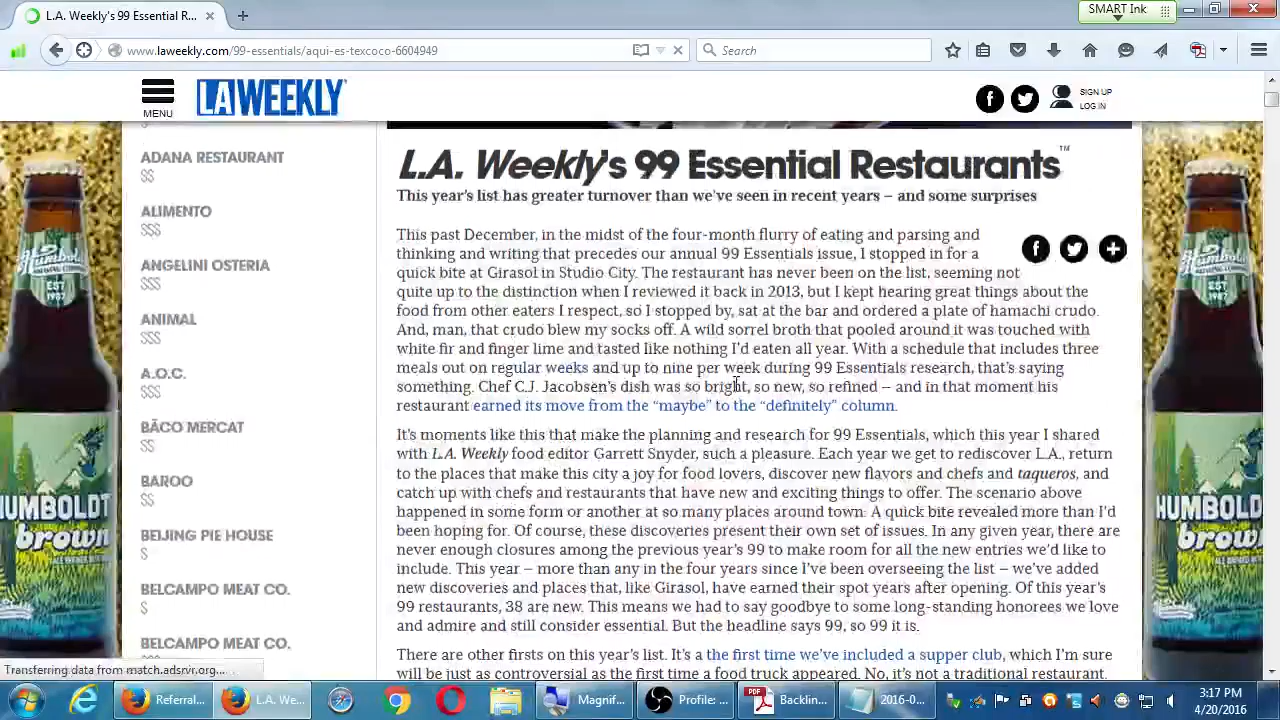 L.A. Weekly's 99 Essential R...
SMART Ink
www.laweekly.com/99-essentials/aqui-es-texcoco-6604949
Search
MENU
LAWEEKLY
SIGN UP
LOG IN
ADANA RESTAURANT
$$
ALIMENTO
$$$
ANGELINI OSTERIA
$$$
ANIMAL
$$$
A.O.C.
$$$
BÄCO MERCAT
$$
BAROO
$$
BEIJING PIE HOUSE
$
BELCAMPO MEAT CO.
$
BELCAMPO MEAT CO.
L.A. Weekly's 99 Essential Restaurants™
This year's list has greater turnover than we've seen in recent years – and some surprises
This past December, in the midst of the four-month flurry of eating and parsing and
thinking and writing that precedes our annual 99 Essentials issue, I stopped in for a
quick bite at Girasol in Studio City. The restaurant has never been on the list, seeming not
quite up to the distinction when I reviewed it back in 2013, but I kept hearing great things about the
food from other eaters I respect, so I stopped by, sat at the bar and ordered a plate of hamachi crudo.
And, man, that crudo blew my socks off. A wild sorrel broth that pooled around it was touched with
white fir and finger lime and tasted like nothing I'd eaten all year. With a schedule that includes three
meals out on regular weeks and up to nine per week during 99 Essentials research, that's saying
something. Chef C.J. Jacobsen's dish was so bright, so new, so refined – and in that moment his
restaurant earned its move from the “maybe” to the “definitely” column.
It's moments like this that make the planning and research for 99 Essentials, which this year I shared
with L.A. Weekly food editor Garrett Snyder, such a pleasure. Each year we get to rediscover L.A., return
to the places that make this city a joy for food lovers, discover new flavors and chefs and taqueros, and
catch up with chefs and restaurants that have new and exciting things to offer. The scenario above
happened in some form or another at so many places around town: A quick bite revealed more than I'd
been hoping for. Of course, these discoveries present their own set of issues. In any given year, there are
never enough closures among the previous year's 99 to make room for all the new entries we'd like to
include. This year – more than any in the four years since I've been overseeing the list – we've added
new discoveries and places that, like Girasol, have earned their spot years after opening. Of this year's
99 restaurants, 38 are new. This means we had to say goodbye to some long-standing honorees we love
and admire and still consider essential. But the headline says 99, so 99 it is.
There are other firsts on this year's list. It's a the first time we've included a supper club, which I'm sure
will be just as controversial as the first time a food truck appeared. No, it's not a traditional restaurant.
Humboldt
EST
1987
HUMBOLDT
brown
Humboldt
EST
1987
HUMBOLD
brow
Transferring data from match.adsrvr.org...
Referral...
L.A. We...
Magnif...
Profile: ...
PDF
Backlin...
2016-0...
3:17 PM
4/20/2016